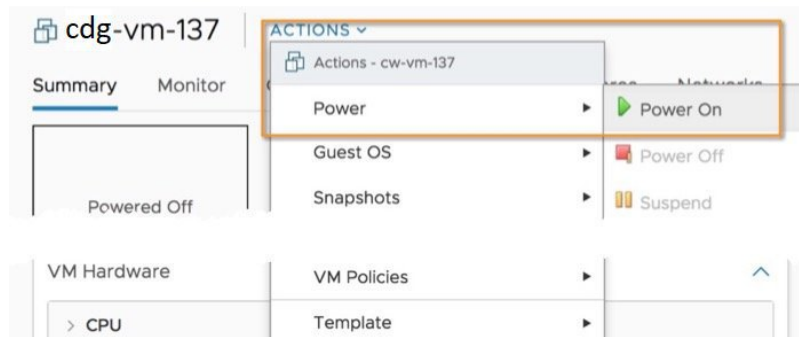 cdg-vm-137
ACTIONS
Actions - cw-vm-137
Summary
Monitor
Networks
Power
Power On
Guest OS
Power Off
Snapshots
Suspend
Powered Off
VM Hardware
VM Policies
CPU
Template